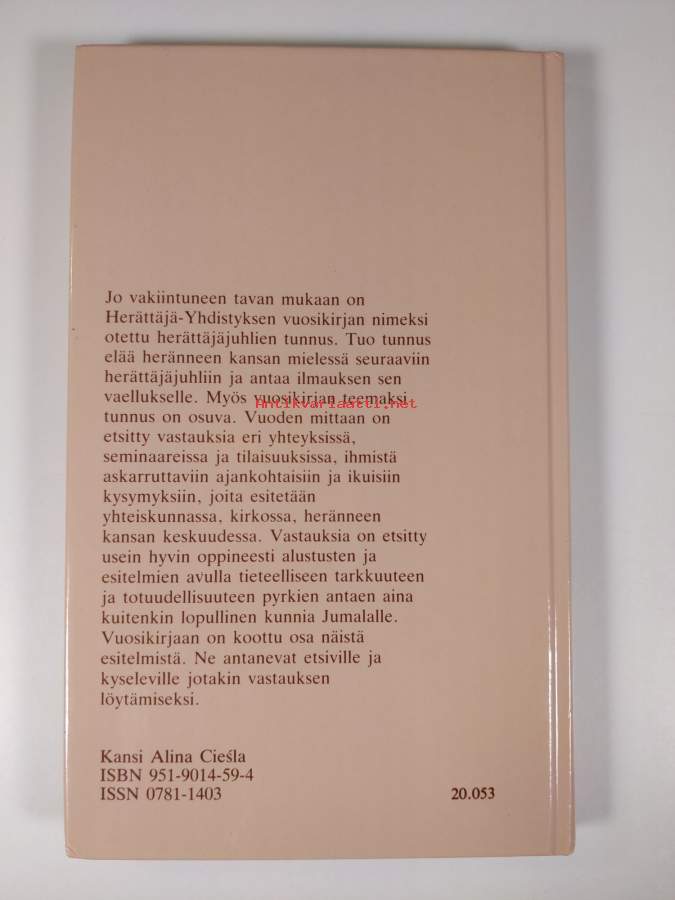 Jo vakiintuneen tavan mukaan on
Herättäjä-Yhdistyksen vuosikirjan nimeksi
otettu herättäjäjuhlien tunnus. Tuo tunnus
elää heränneen kansan mielessä seuraaviin
herättäjäjuhliin ja antaa ilmauksen sen
vaellukselle. Myös vuosikirjan teemaksi
Antikvariaatti.net
tunnus on osuva. Vuoden mittaan on
etsitty vastauksia eri yhteyksissä,
seminaareissa ja tilaisuuksissa, ihmistä
askarruttaviin ajankohtaisiin ja ikuisiin
kysymyksiin, joita esitetään
yhteiskunnassa, kirkossa, heränneen
kansan keskuudessa. Vastauksia on etsitty
usein hyvin oppineesti alustusten ja
esitelmien avulla tieteelliseen tarkkuuteen
ja totuudellisuuteen pyrkien antaen aina
kuitenkin lopullinen kunnia Jumalalle.
Vuosikirjaan on koottu osa näistä
esitelmistä. Ne antanevat etsiville ja
kyseleville jotakin vastauksen
löytämiseksi.
Kansi Alina Cieśla
ISBN 951-9014-59-4
ISSN 0781-1403
20.053